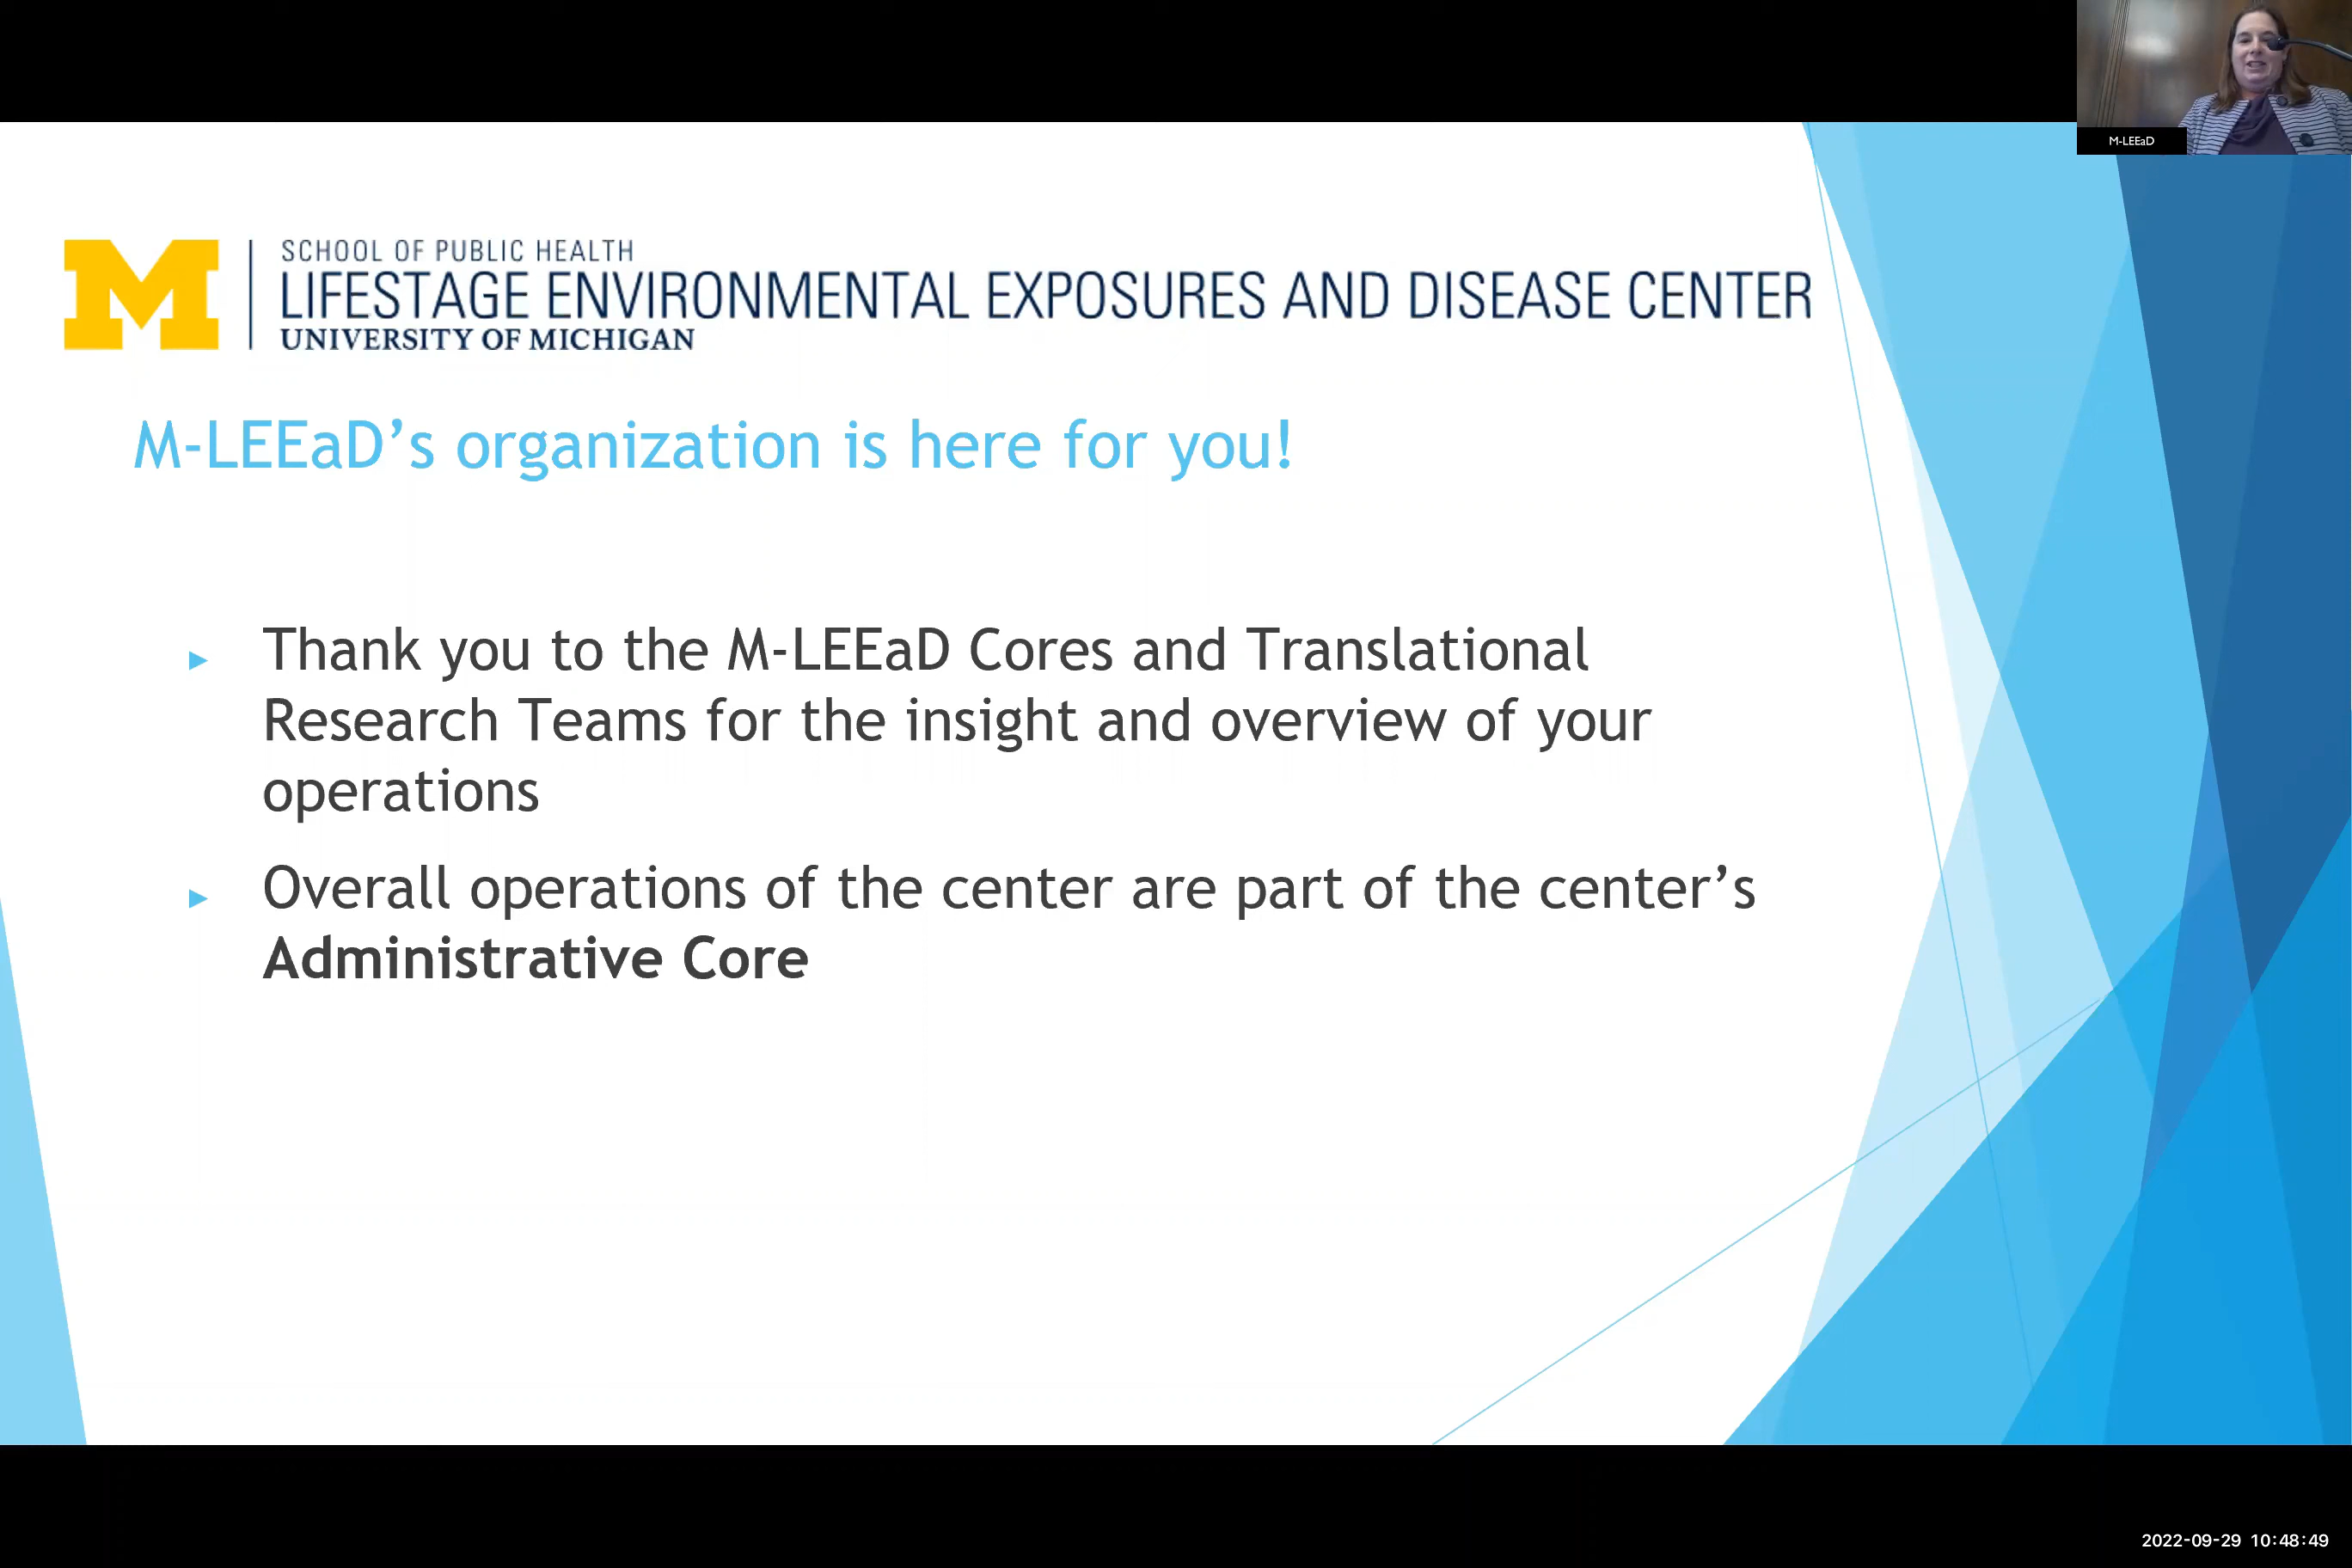 M-LEEaD
SCHOOL OF PUBLIC HEALTH
LIFESTAGE ENVIRONMENTAL EXPOSURES AND DISEASE CENTER
UNIVERSITY OF MICHIGAN
M-LEEaD’s organization is here for you!
Thank you to the M-LEEaD Cores and Translational
Research Teams for the insight and overview of your
operations
Overall operations of the center are part of the center’s
Administrative Core
2022-09-29 10:48:49